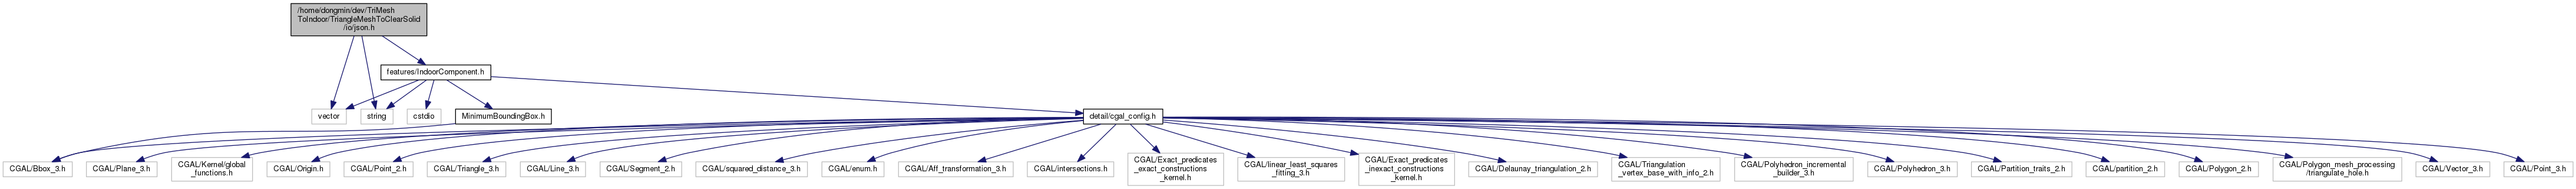 /home/dongmin/dev/TriMesh
ToIndoor/TriangleMeshToClearSolid
/io/json.h
features/IndoorComponent.h
vector
string
cstdio
MinimumBoundingBox.h
detail/cgal_config.h
CGAL/Bbox_3.h
CGAL/Plane_3.h
CGAL/Kernel/global
_functions.h
CGAL/Origin.h
CGAL/Point_2.h
CGAL/Triangle_3.h
CGAL/Line_3.h
CGAL/Segment_2.h
CGAL/squared_distance_3.h
CGAL/enum.h
CGAL/Aff_transformation_3.h
CGAL/intersections.h
CGAL/Exact_predicates
_exact_constructions
_kernel.h
CGAL/linear_least_squares
_fitting_3.h
CGAL/Exact_predicates
_inexact_constructions
_kernel.h
CGAL/Delaunay_triangulation_2.h
CGAL/Triangulation
_vertex_base_with_info_2.h
CGAL/Polyhedron_incremental
_builder_3.h
CGAL/Polyhedron_3.h
CGAL/Partition_traits_2.h
CGAL/partition_2.h
CGAL/Polygon_2.h
CGAL/Polygon_mesh_processing
/triangulate_hole.h
CGAL/Vector_3.h
CGAL/Point_3.h